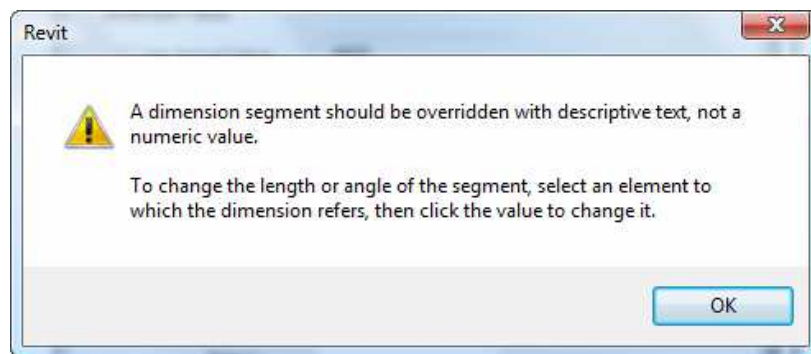 Revit
A dimension segment should be overridden with descriptive text, not a
numeric value.
To change the length or angle of the segment, select an element to
which the dimension refers, then click the value to change it.
OK